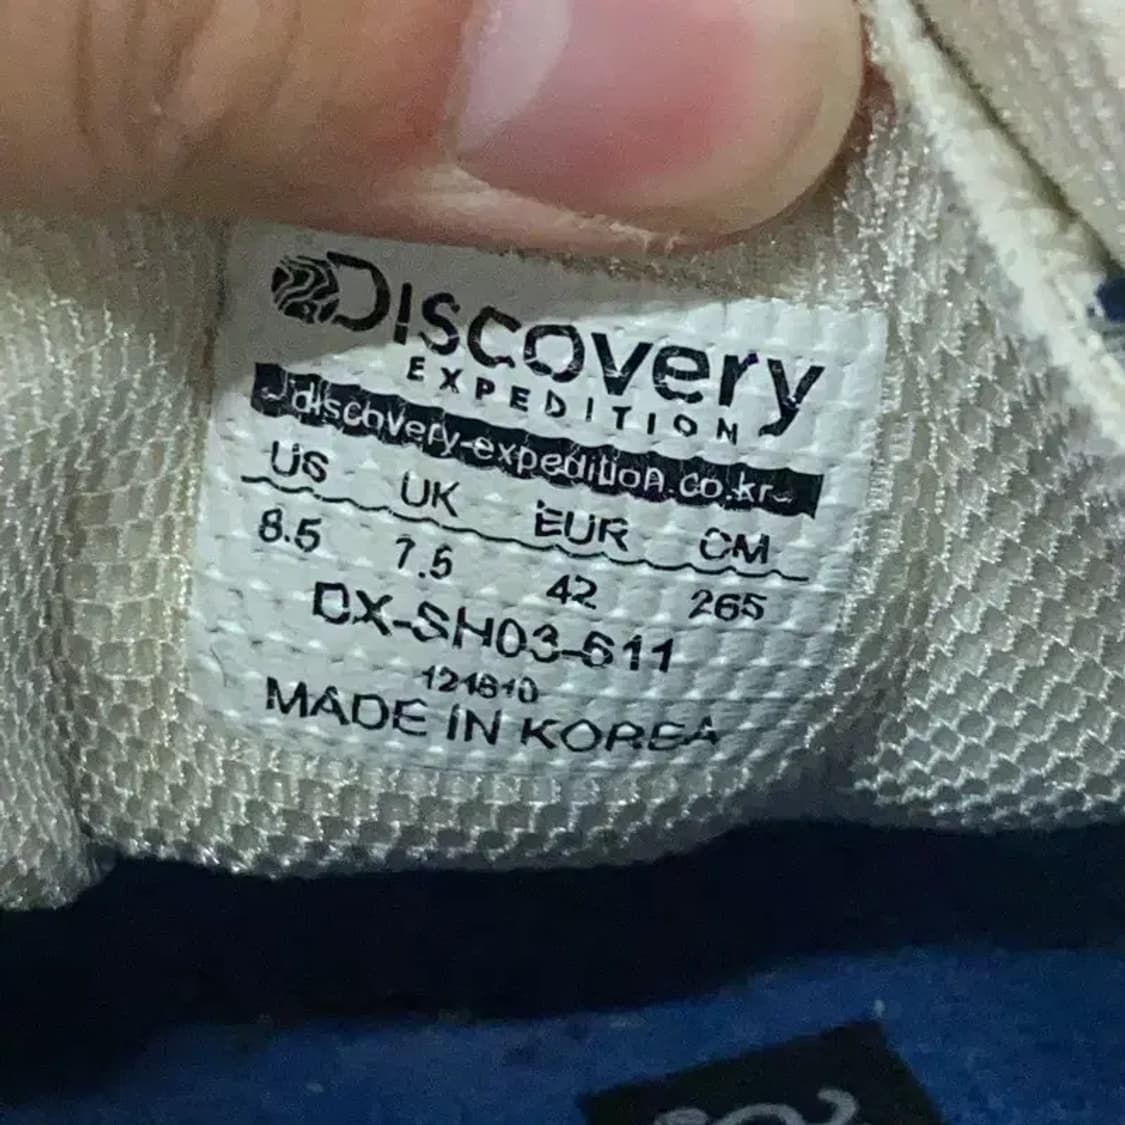 DISCOVERY
EXPEDITION
discovery-expedition.co.kr
US UK EUR CM
8.5 7.5 42 265
DX-SH03-611
121810
MADE IN KOREA